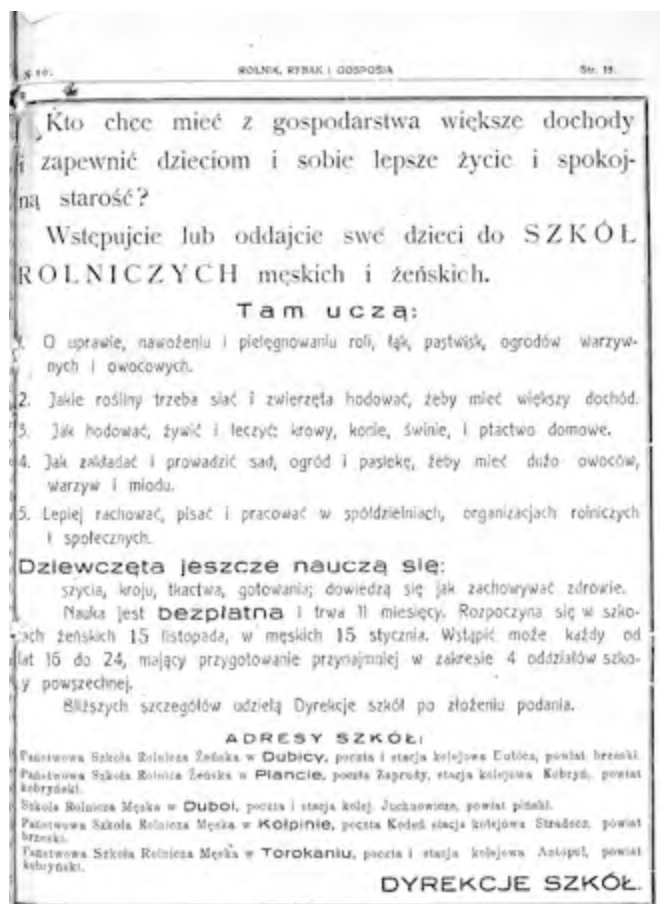 № 10. ROLNIK, RYBAK I GOSPOSIA Str. 15.
Kto chce mieć z gospodarstwa większe dochody
i zapewnić dzieciom i sobie lepsze życie i spokoj-
ną starość?
Wstępujcie lub oddajcie swe dzieci do SZKÓŁ
ROLNICZYCH męskich i żeńskich.
Tam uczą:
1. O uprawie, nawożeniu i pielęgnowaniu roli, łąk, pastwisk, ogrodów warzyw-
nych i owocowych.
2. Jakie rośliny trzeba siać i zwierzęta hodować, żeby mieć większy dochód.
3. Jak hodować, żywić i leczyć: krowy, konie, świnie, i ptactwo domowe.
4. Jak zakładać i prowadzić sad, ogród i pasiekę, żeby mieć dużo owoców,
warzyw i miodu.
5. Lepiej rachować, pisać i pracować w spółdzielniach, organizacjach rolniczych
i społecznych.
Dziewczęta jeszcze nauczą się:
szycia, kroju, tkactwa, gotowania; dowiedzą się jak zachowywać zdrowie.
Nauka jest bezpłatna i trwa 11 miesięcy. Rozpoczyna się w szko-
łach żeńskich 15 listopada, w męskich 15 stycznia. Wstąpić może każdy od
lat 16 do 24, mający przygotowanie przynajmniej w zakresie 4 oddziałów szko-
y powszechnej.
Bliższych szczegółów udzielą Dyrekcje szkół po złożeniu podania.
ADRESY SZKÓŁ:
Państwowa Szkoła Rolnicza Żeńska w Dubicy, poczta i stacja kolejowa powiat brzeski.
Państwowa Szkoła Rolnicza Żeńska w Plancie, poczta Zaprudy, stacja kolejowa Kobryń, powiat
kobryński.
Szkoła Rolnicza Męska w Duboi, poczta i stacja kolej. Juchnowicze, powiat piński.
Państwowa Szkoła Rolnicza Męska w Kołpinie, poczta Kodeń stacja kolejowa Stradecz, powiat
brzeski.
Państwowa Szkoła Rolnicza Męska w Torokaniu, poczta i stacja kolejowa Antopol, powiat
kobryński.
DYREKCJE SZKÓŁ.